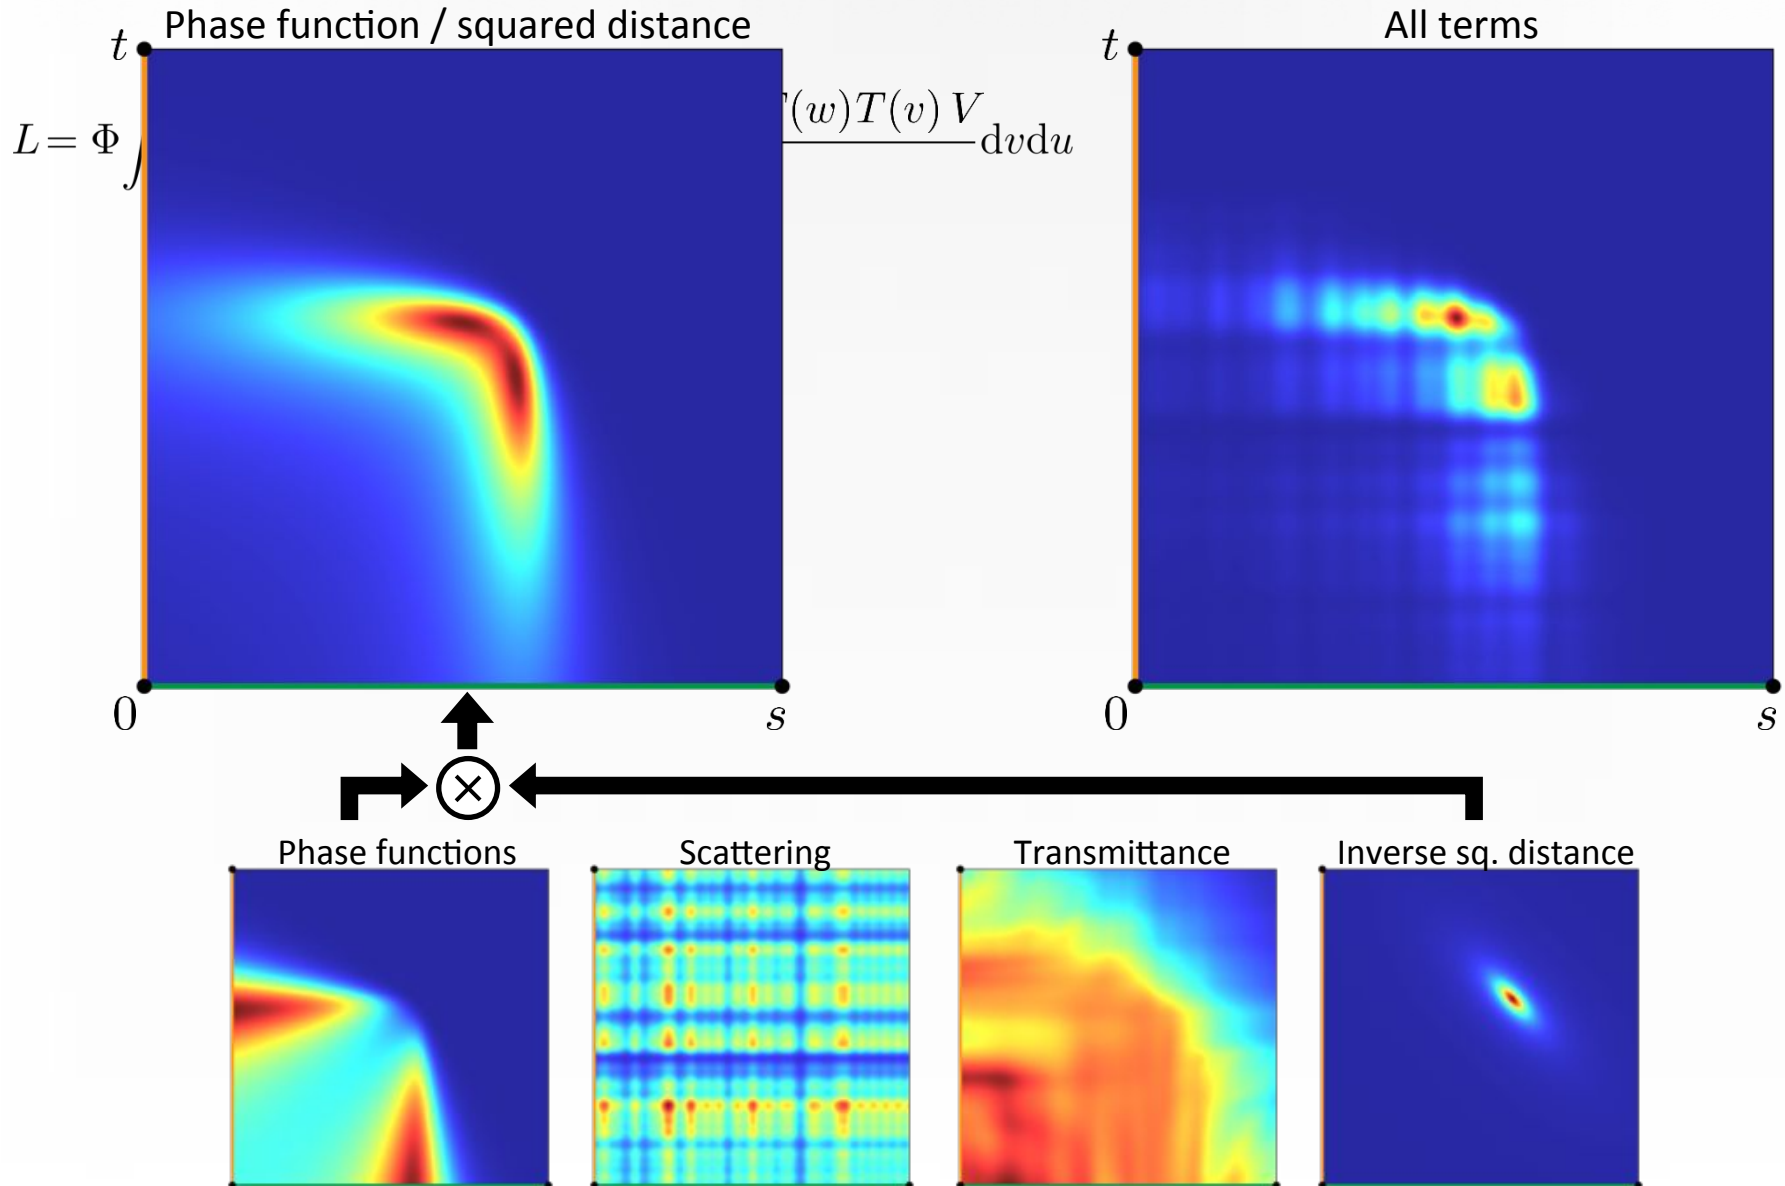 Phase function / squared distance
All terms
t
t
L = Φ ∫
(w)T(v) V
dvdu
0
s
0
s
Phase functions
Scattering
Transmittance
Inverse sq. distance